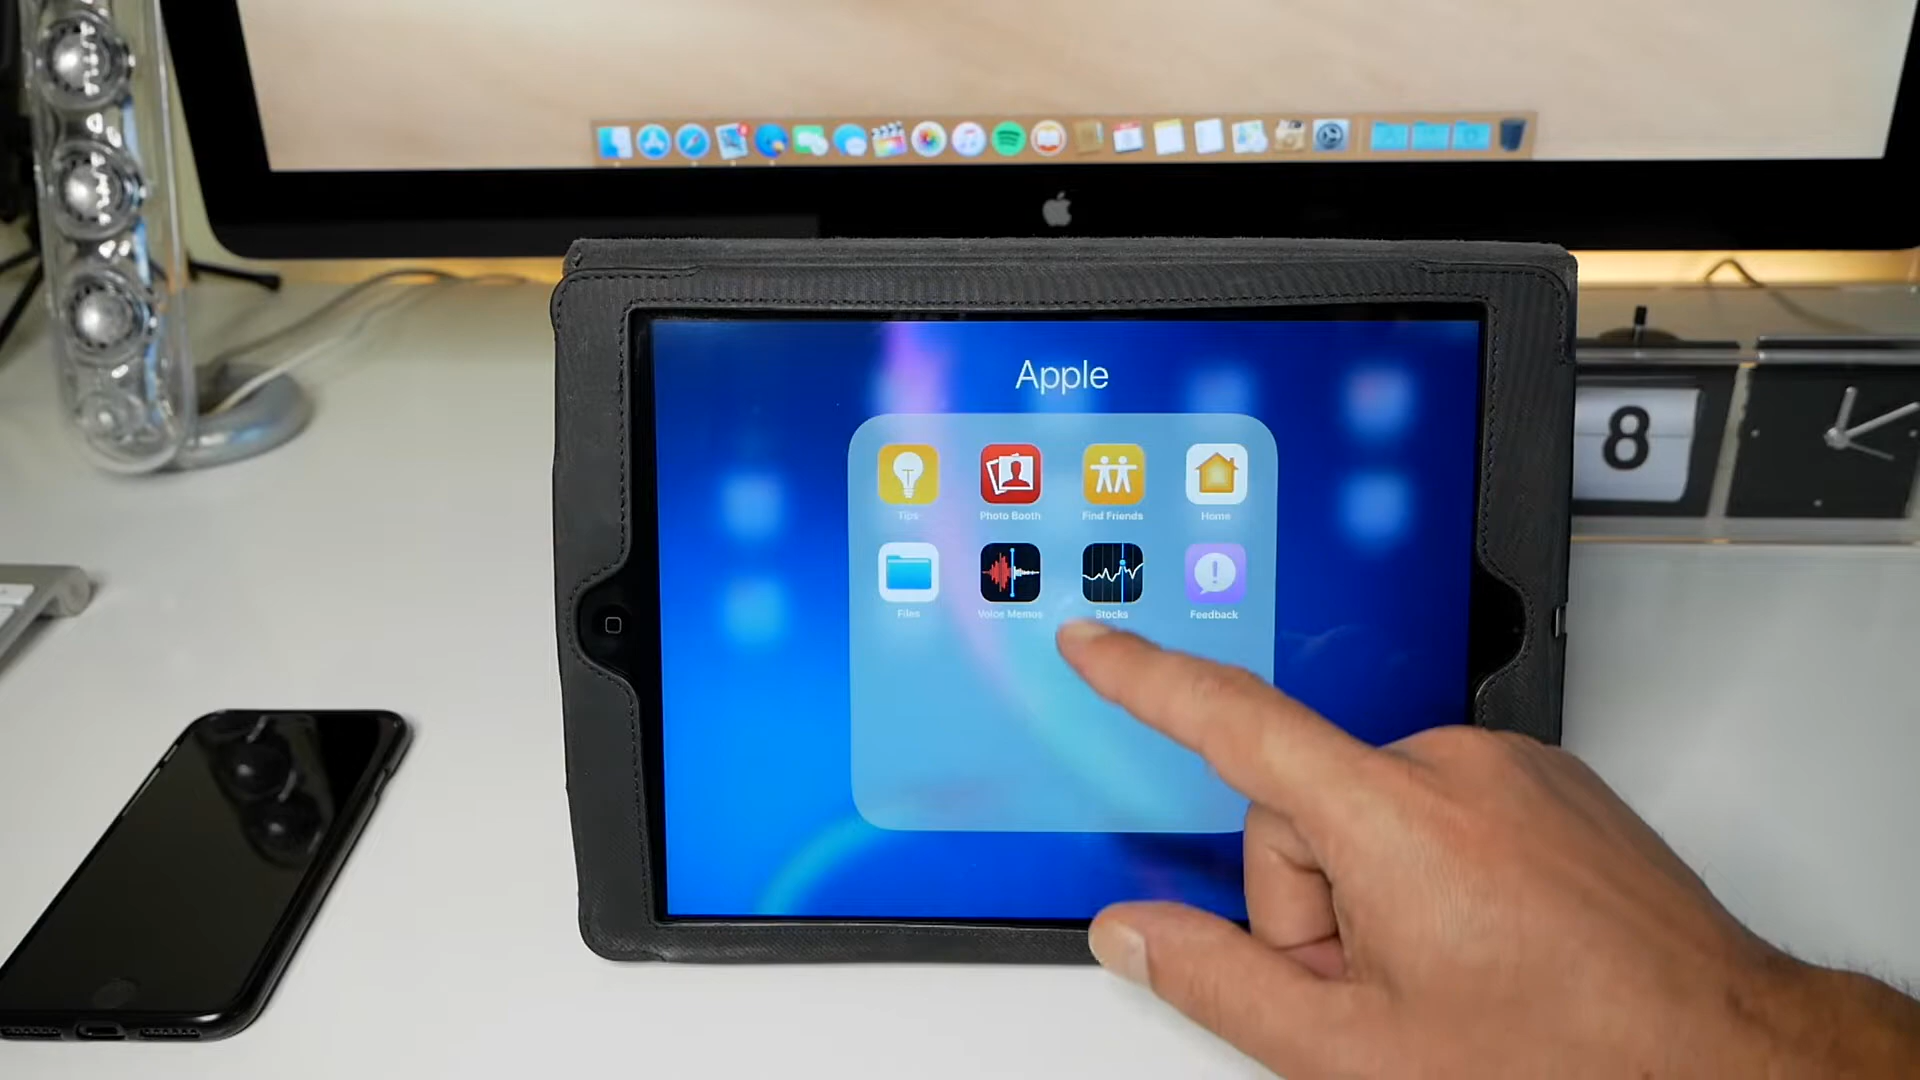 Apple
Tips
Photo Booth
Find Friends
Home
Files
Voice Memos
Stocks
Feedback
8